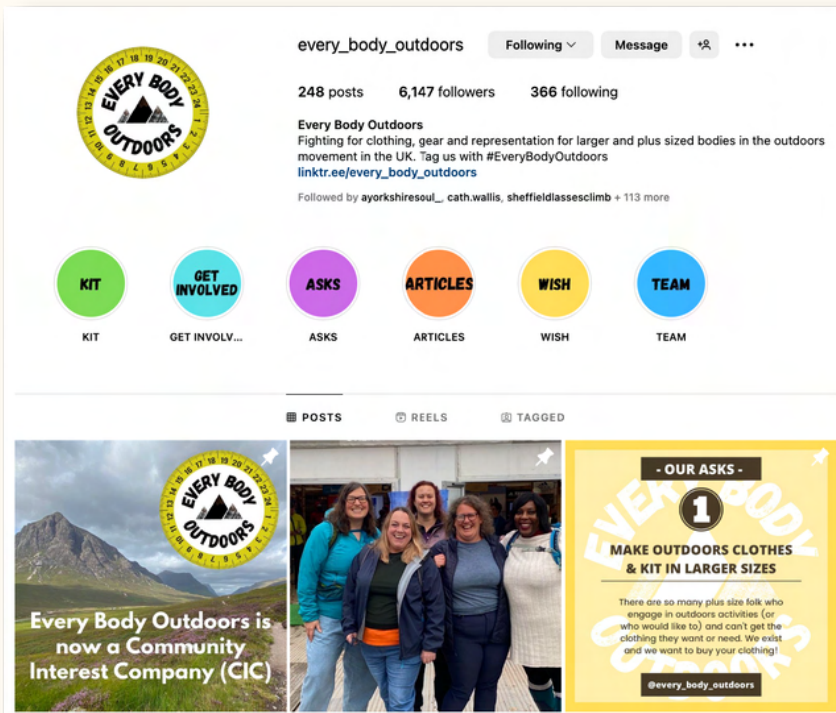 every_body_outdoors Following Message
248 posts 6,147 followers 366 following
Every Body Outdoors
Fighting for clothing, gear and representation for larger and plus sized bodies in the outdoors
movement in the UK. Tag us with #EveryBodyOutdoors
linktr.ee/every_body_outdoors
Followed by ayorkshiresoul_, cath.wallis, sheffieldlassesclimb + 113 more
EVERY BODY
OUTDOORS
KIT
GET
INVOLVED
ASKS
ARTICLES
WISH
TEAM
KIT GET INVOLV... ASKS ARTICLES WISH TEAM
POSTS REELS TAGGED
EVERY BODY
OUTDOORS
Every Body Outdoors is
now a Community
Interest Company (CIC)
EVERY BODY
OUTDOORS
- OUR ASKS -
1
MAKE OUTDOORS CLOTHES
& KIT IN LARGER SIZES
There are so many plus size folk who
engage in outdoors activities (or
who would like to) and can't get the
clothing they want or need. We exist
and we want to buy your clothing!
@every_body_outdoors